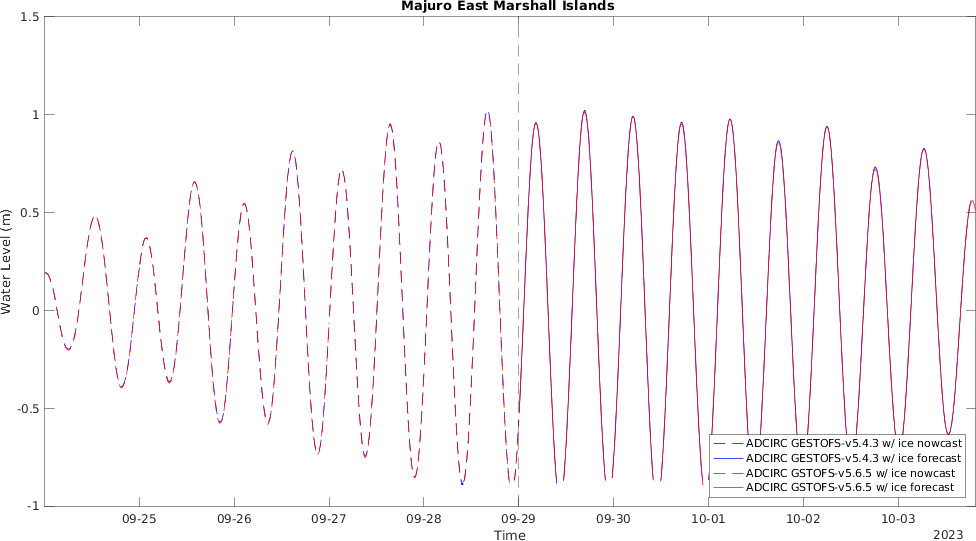 Majuro East Marshall Islands
1.5
1
0.5
0
-0.5
-1
Water Level (m)
ADCIRC GESTOFS-v5.4.3 w/ ice nowcast
ADCIRC GESTOFS-v5.4.3 w/ ice forecast
ADCIRC GSTOFS-v5.6.5 w/ ice nowcast
ADCIRC GSTOFS-v5.6.5 w/ ice forecast
09-25 09-26 09-27 09-28 09-29 09-30 10-01 10-02 10-03
Time
2023